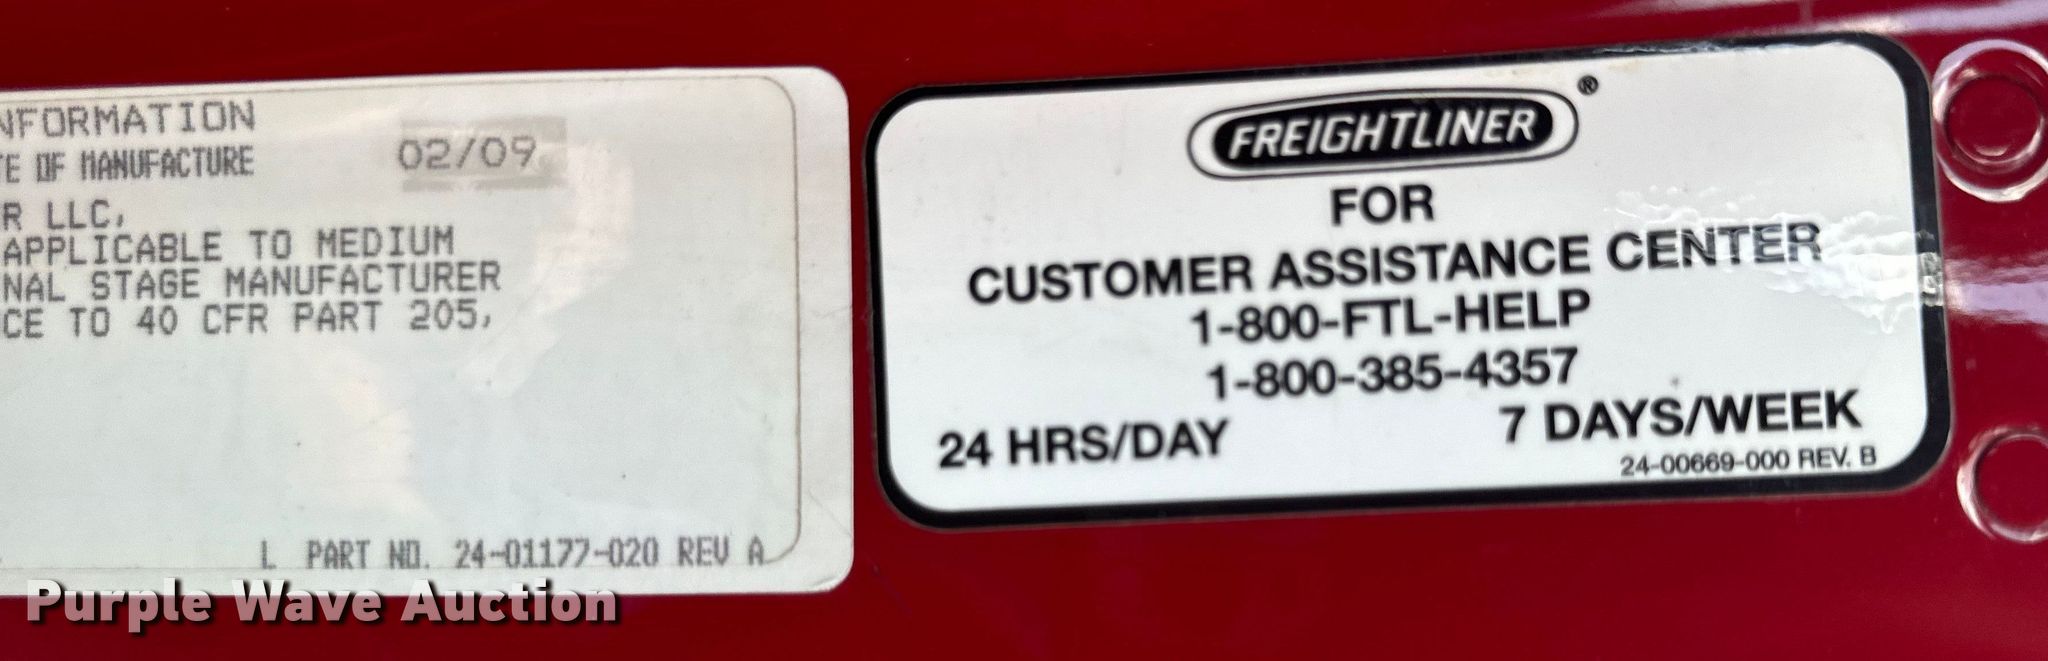 NFORMATION
TE OF MANUFACTURE 02/09
R LLC,
APPLICABLE TO MEDIUM
NAL STAGE MANUFACTURER
CE TO 40 CFR PART 205,
L PART NO. 24-01177-020 REV A
FREIGHTLINER ®
FOR
CUSTOMER ASSISTANCE CENTER
1-800-FTL-HELP
1-800-385-4357
24 HRS/DAY 7 DAYS/WEEK
24-00669-000 REV. B
Purple Wave Auction